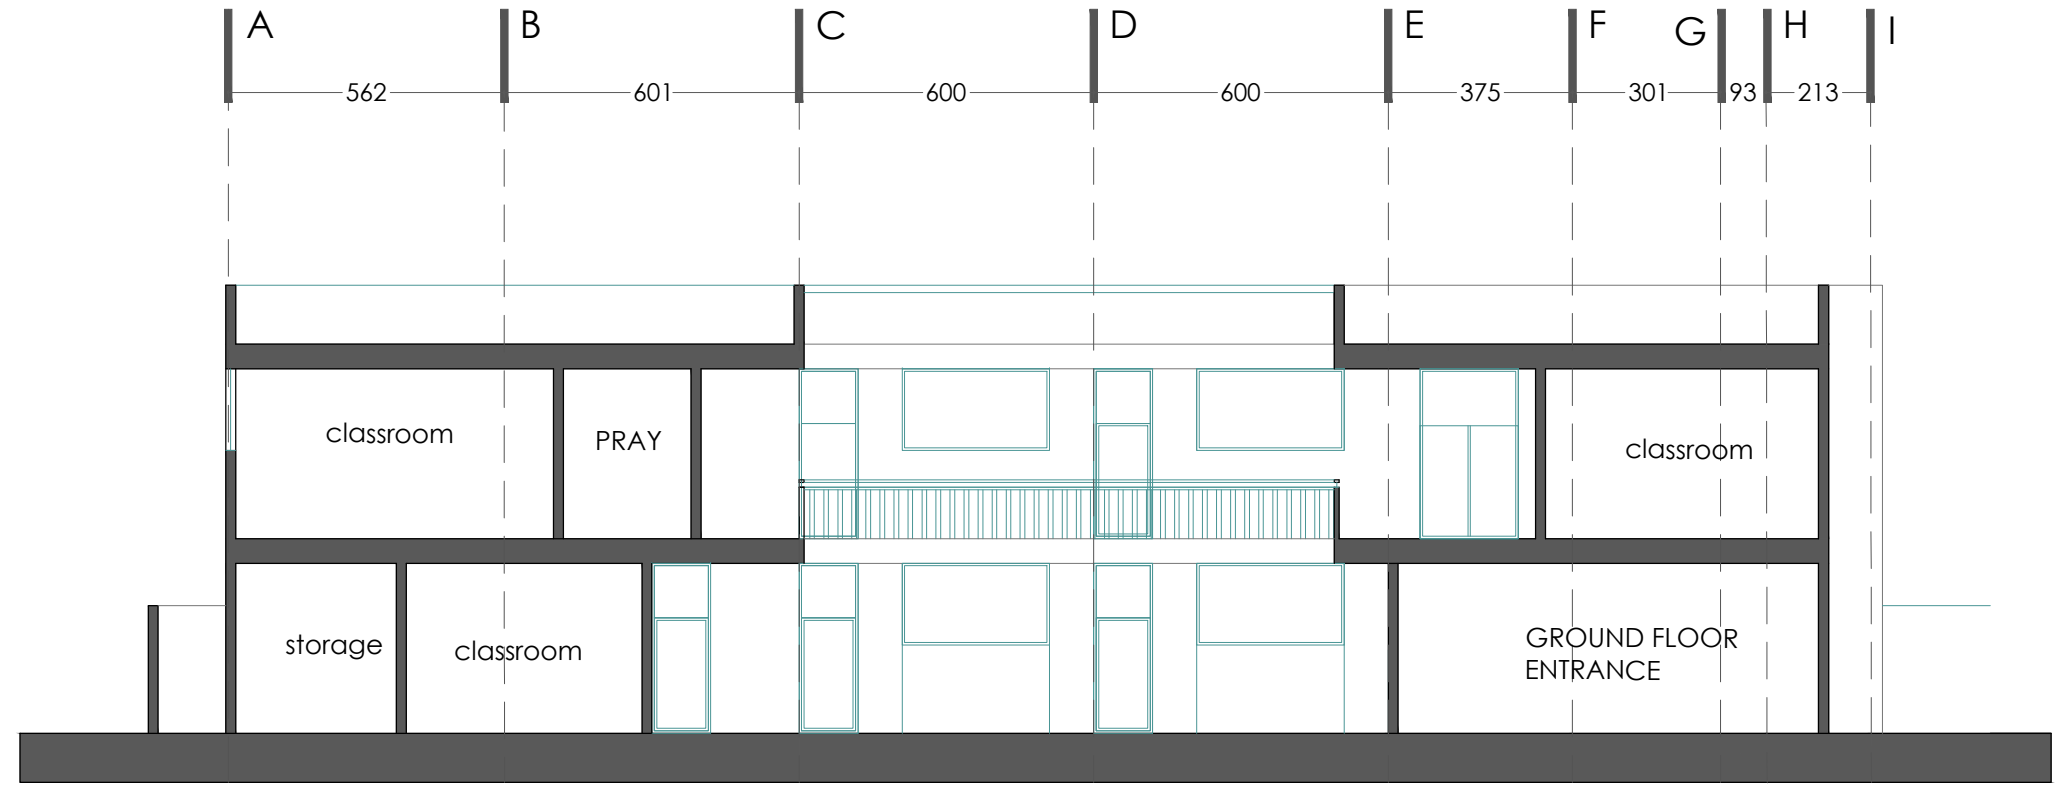 A B C D E F G H I
562 601 600 600 375 301 93 213
classroom PRAY classroom
storage classroom GROUND FLOOR
ENTRANCE